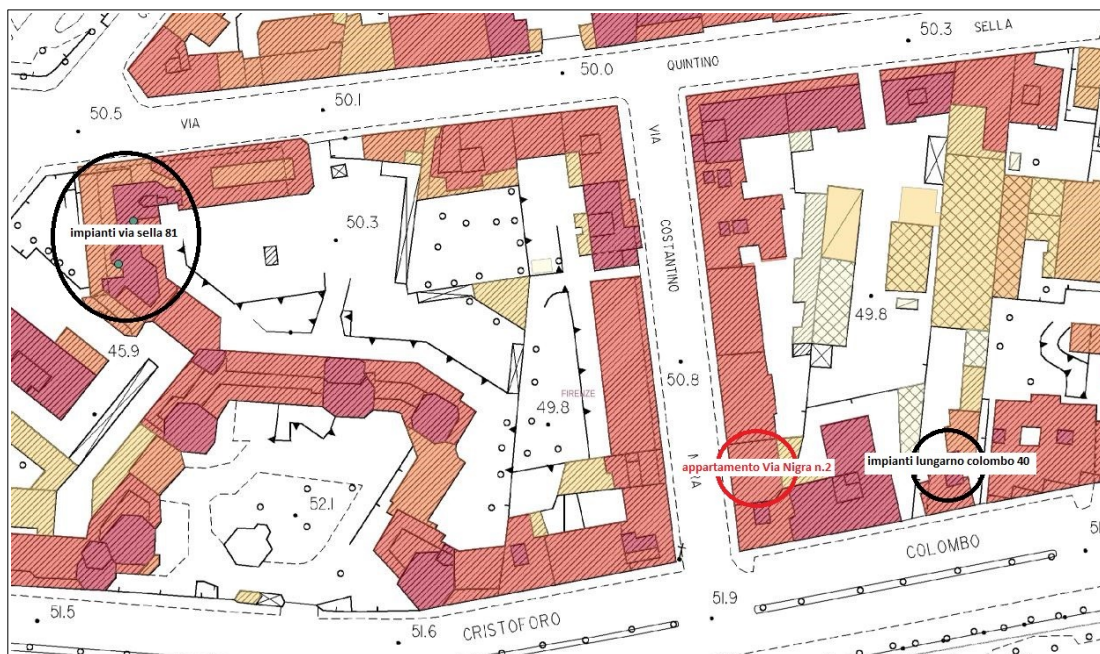 50.3 SELLA
50.0 QUINTINO
50.1
50.5 VIA
VIA
impianti via sella 81
50.3
COSTANTINO
49.8
45.9
50.8
FIRENZE
49.8
appartamento Via Nigra n.2
impianti lungarno colombo 40
52.1
COLOMBO
51.5
51.6
CRISTOFORO
51.9